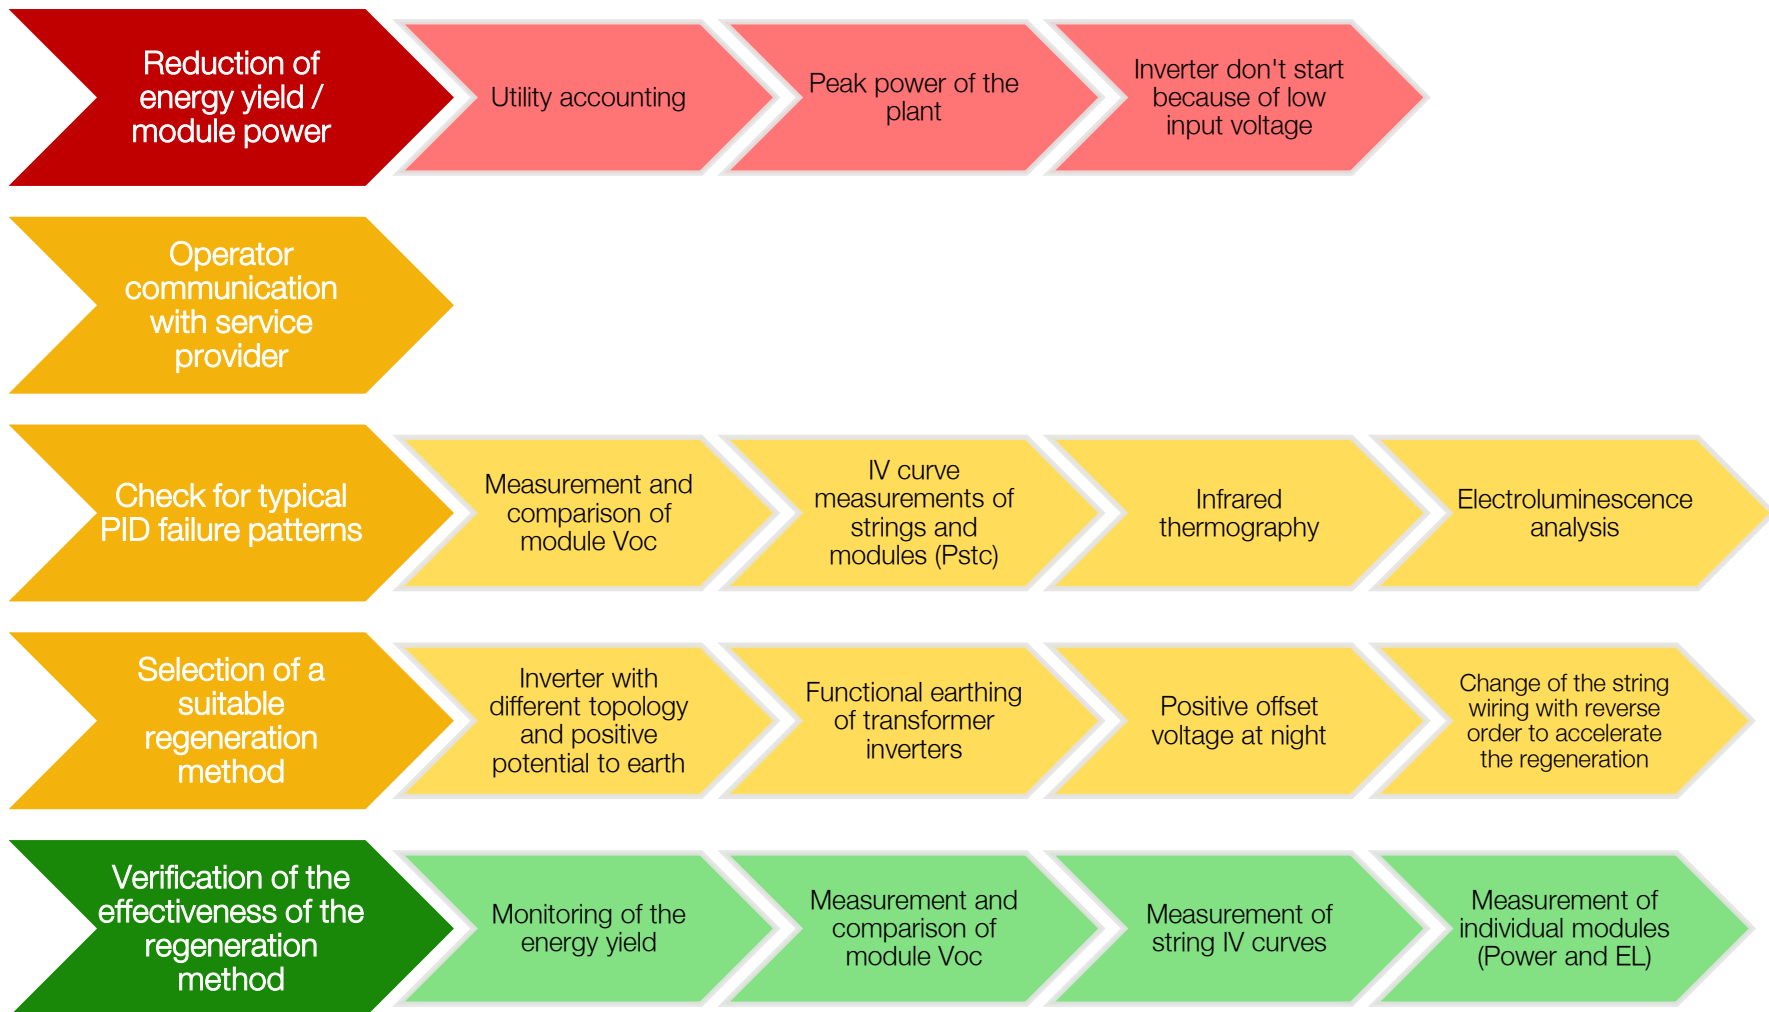 Reduction of
energy yield /
module power
Utility accounting
Peak power of the
plant
Inverter don't start
because of low
input voltage
Operator
communication
with service
provider
Check for typical
PID failure patterns
Measurement and
comparison of
module Voc
IV curve
measurements of
strings and
modules (Pstc)
Infrared
thermography
Electroluminescence
analysis
Selection of a
suitable
regeneration
method
Inverter with
different topology
and positive
potential to earth
Functional earthing
of transformer
inverters
Positive offset
voltage at night
Change of the string
wiring with reverse
order to accelerate
the regeneration
Verification of the
effectiveness of the
regeneration
method
Monitoring of the
energy yield
Measurement and
comparison of
module Voc
Measurement of
string IV curves
Measurement of
individual modules
(Power and EL)